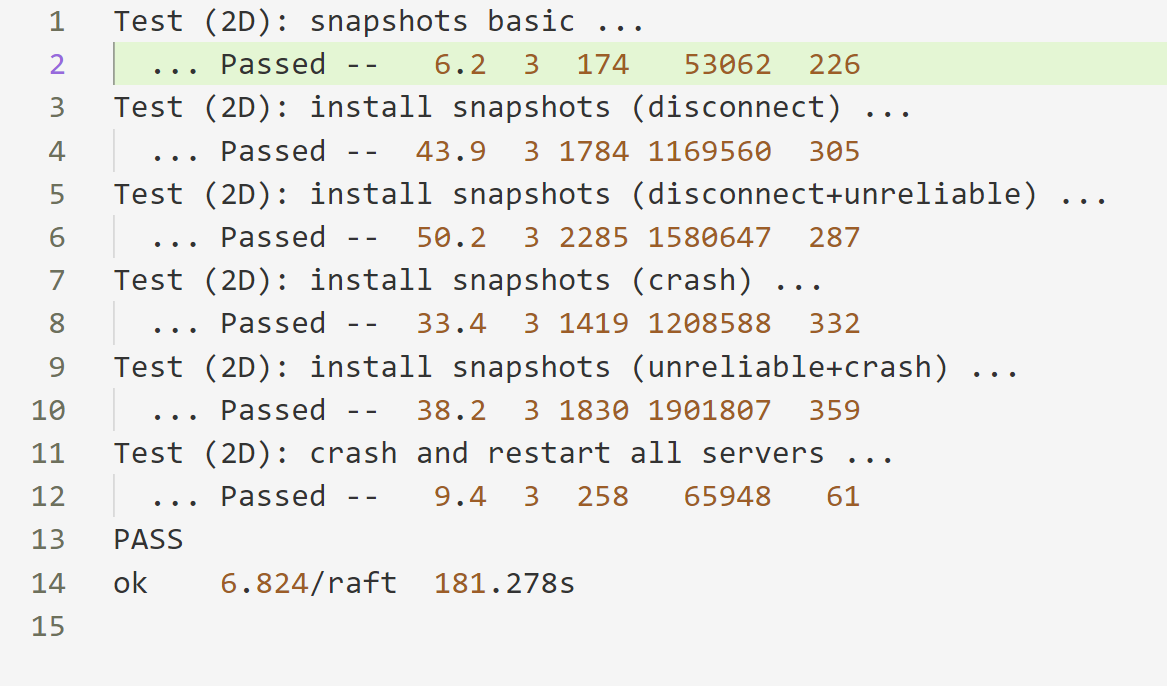 1 Test (2D): snapshots basic ...
2 ... Passed -- 6.2 3 174 53062 226
3 Test (2D): install snapshots (disconnect) ...
4 ... Passed -- 43.9 3 1784 1169560 305
5 Test (2D): install snapshots (disconnect+unreliable) ...
6 ... Passed -- 50.2 3 2285 1580647 287
7 Test (2D): install snapshots (crash) ...
8 ... Passed -- 33.4 3 1419 1208588 332
9 Test (2D): install snapshots (unreliable+crash) ...
10 ... Passed -- 38.2 3 1830 1901807 359
11 Test (2D): crash and restart all servers ...
12 ... Passed -- 9.4 3 258 65948 61
13 PASS
14 ok 6.824/raft 181.278s
15